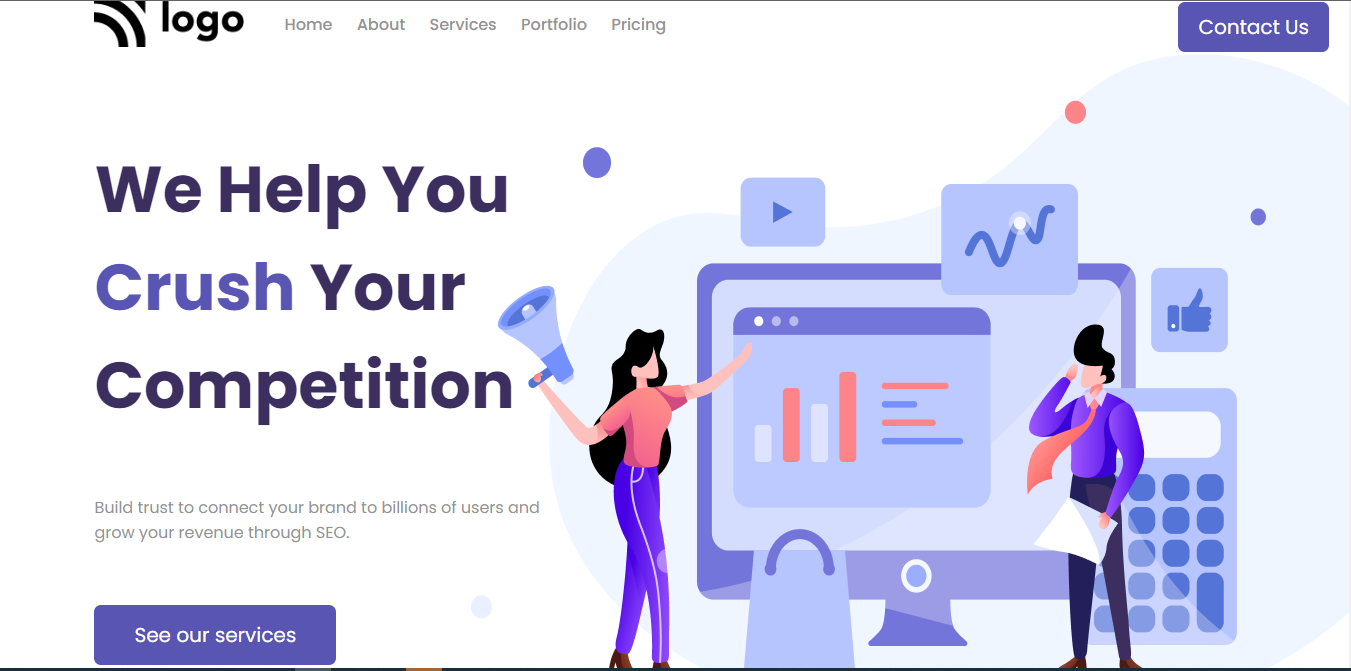 logo
Home About Services Portfolio Pricing
Contact Us
We Help You
Crush Your
Competition
Build trust to connect your brand to billions of users and
grow your revenue through SEO.
See our services